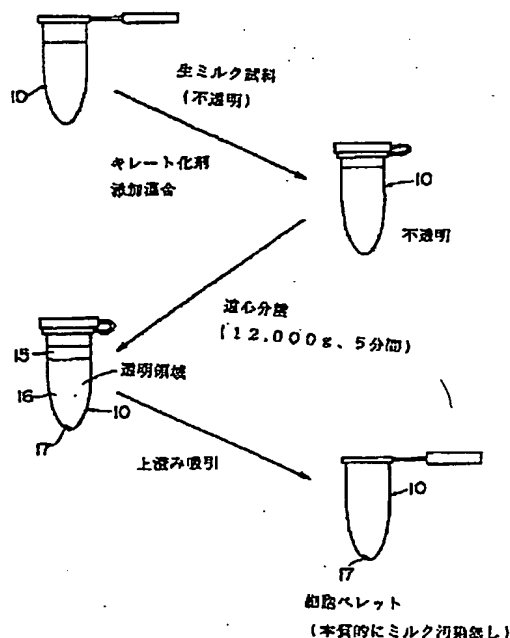 10
生ミルク試料
(不透明)
キレート化剤
添加混合
10
不透明
遠心分離
(12.000g、5分間)
15
透明領域
16
10
17
上澄み吸引
10
17
細胞ペレット
(本質的にミルク汚染無し)